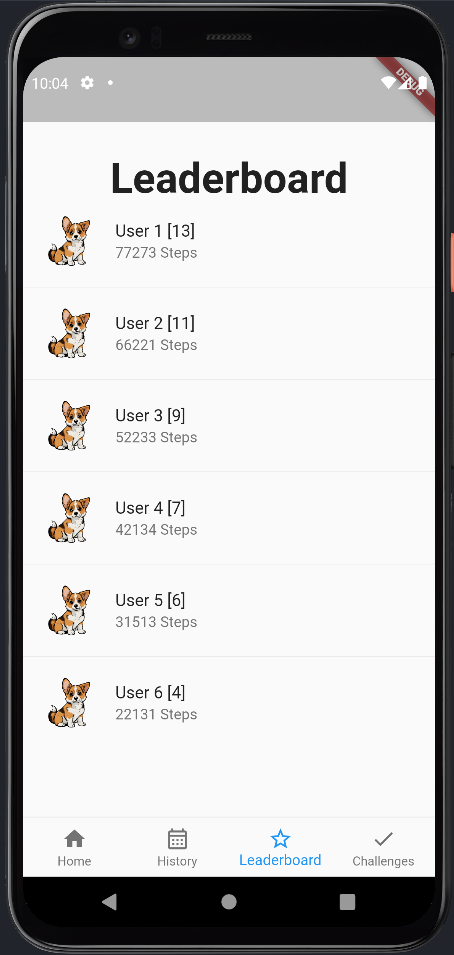 10:04
DEBUG
Leaderboard
User 1 [13]
77273 Steps
User 2 [11]
66221 Steps
User 3 [9]
52233 Steps
User 4 [7]
42134 Steps
User 5 [6]
31513 Steps
User 6 [4]
22131 Steps
Home
History
Leaderboard
Challenges